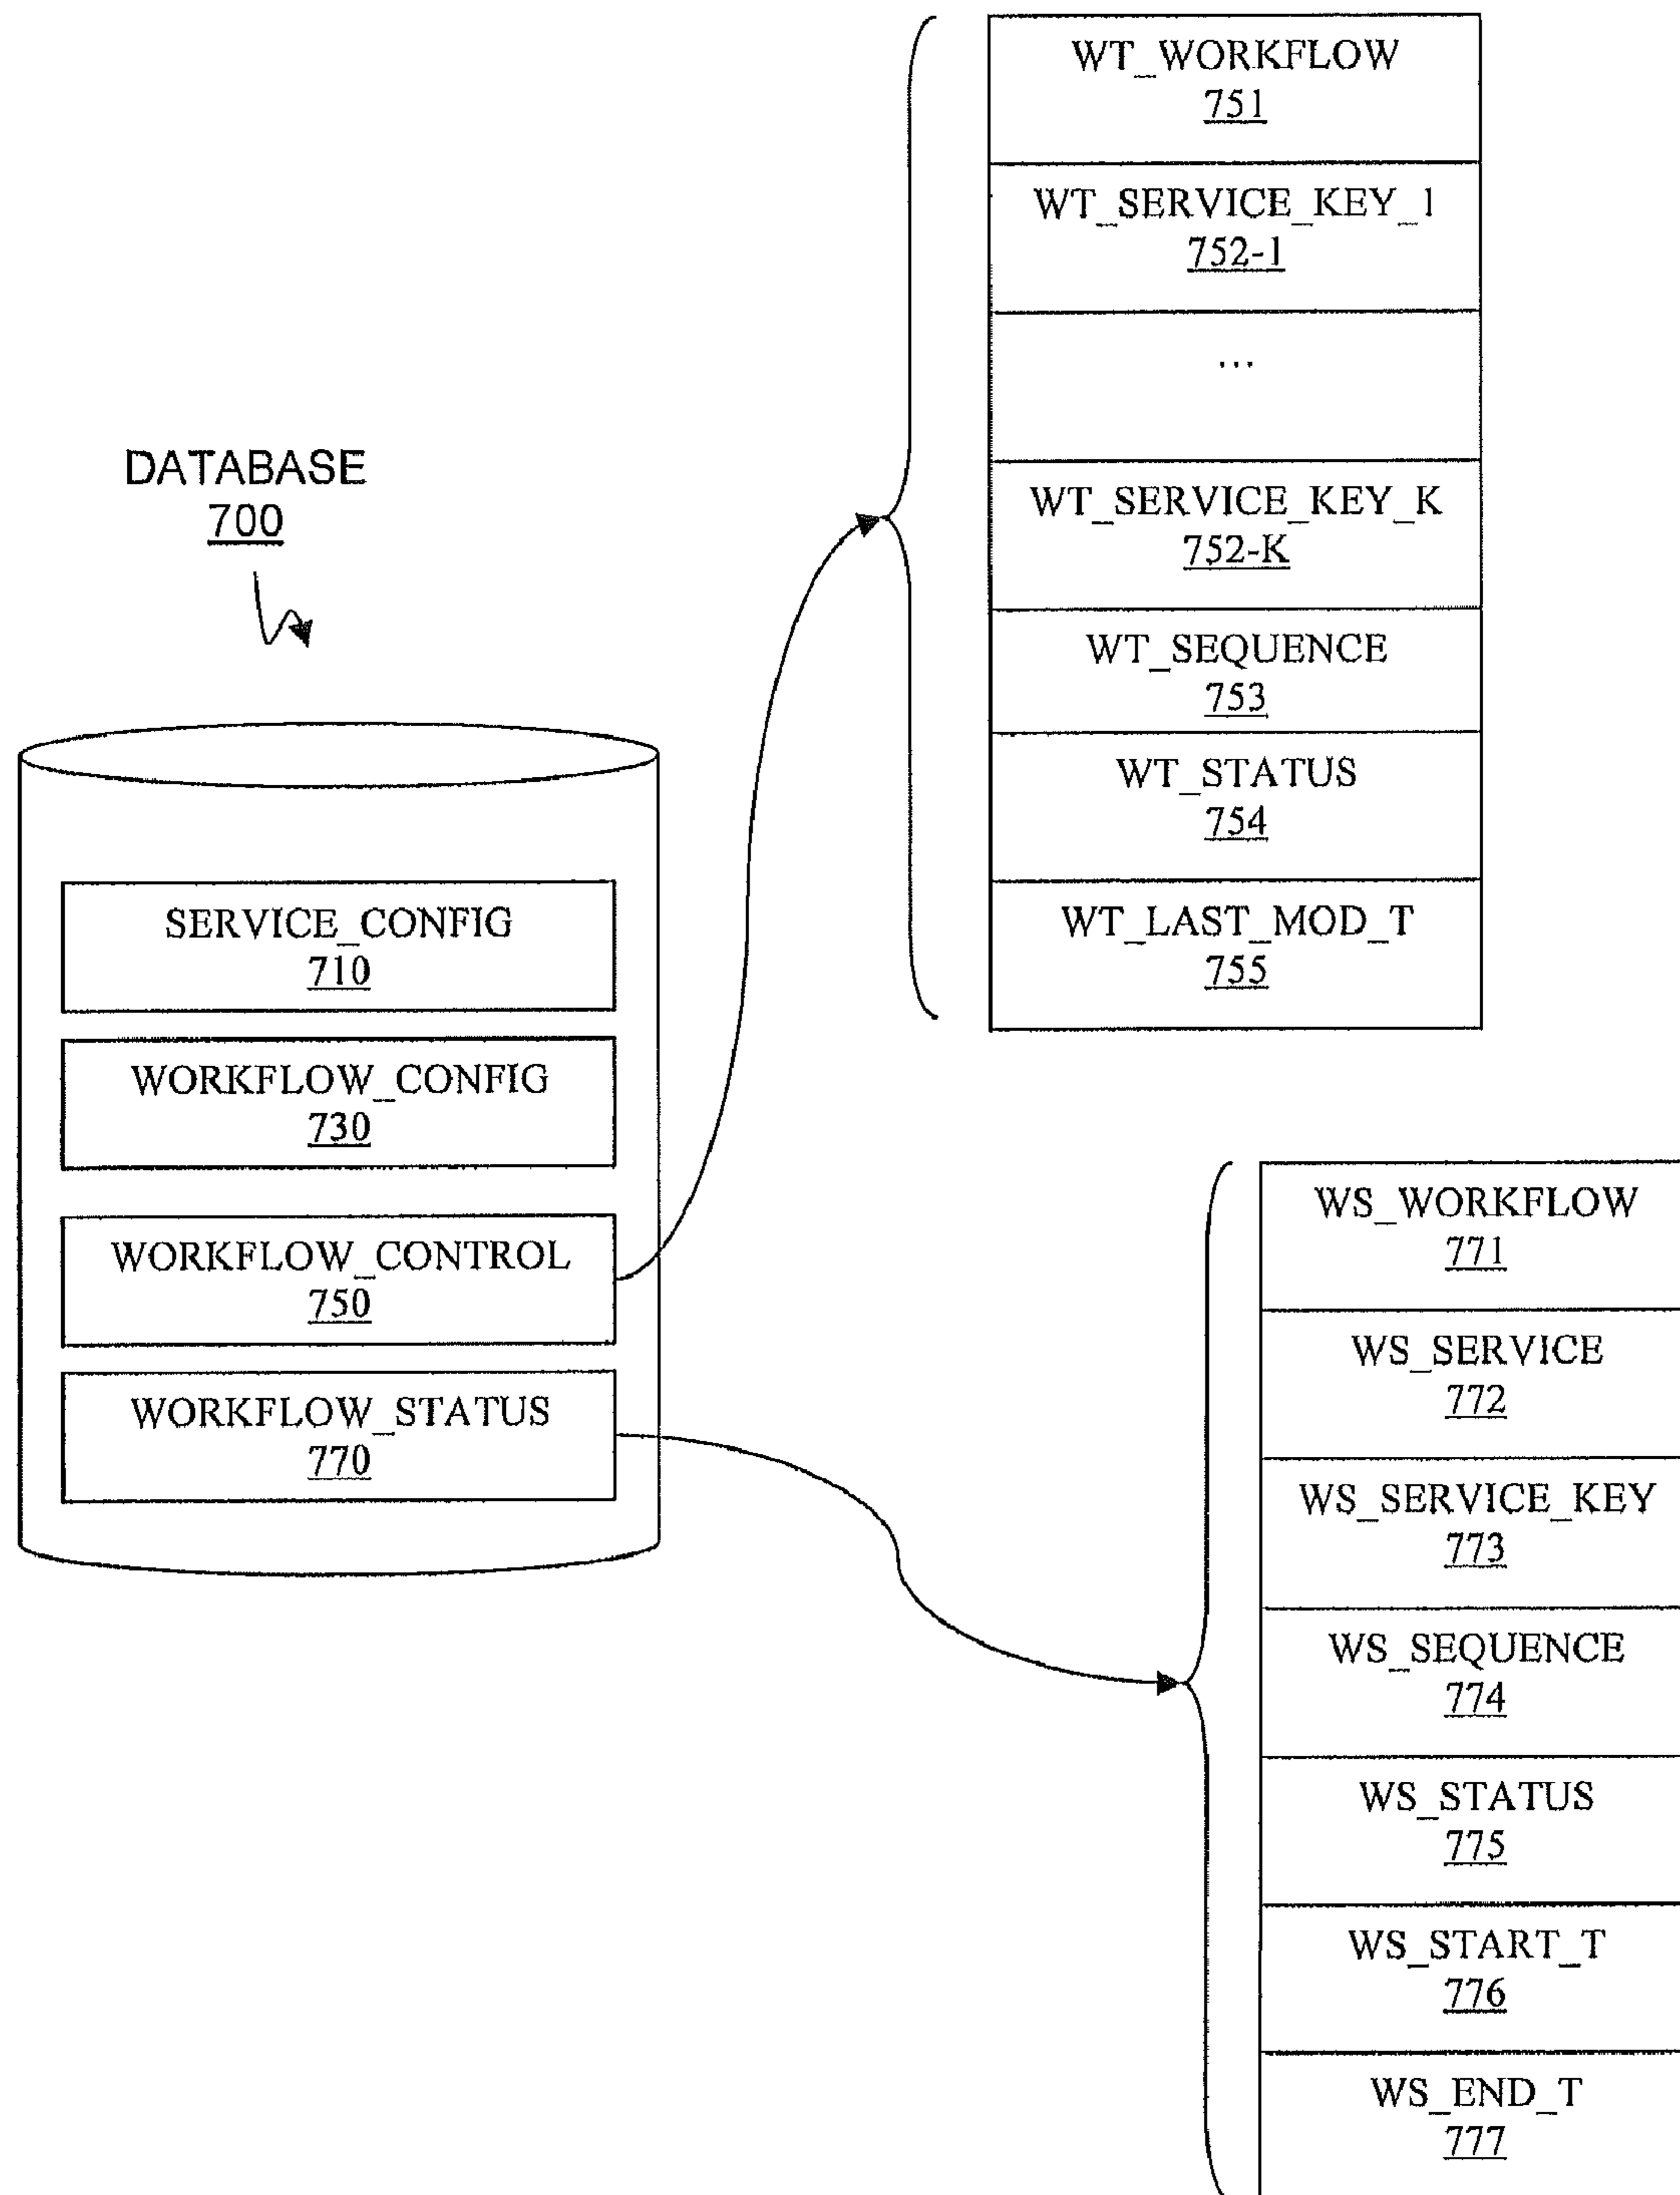 DATABASE
700
SERVICE_CONFIG
710
WORKFLOW_CONFIG
730
WORKFLOW_CONTROL
750
WORKFLOW_STATUS
770
WT_WORKFLOW
751
WT_SERVICE_KEY_1
752-1
...
WT_SERVICE_KEY_K
752-K
WT_SEQUENCE
753
WT_STATUS
754
WT_LAST_MOD_T
755
WS_WORKFLOW
771
WS_SERVICE
772
WS_SERVICE_KEY
773
WS_SEQUENCE
774
WS_STATUS
775
WS_START_T
776
WS_END_T
777